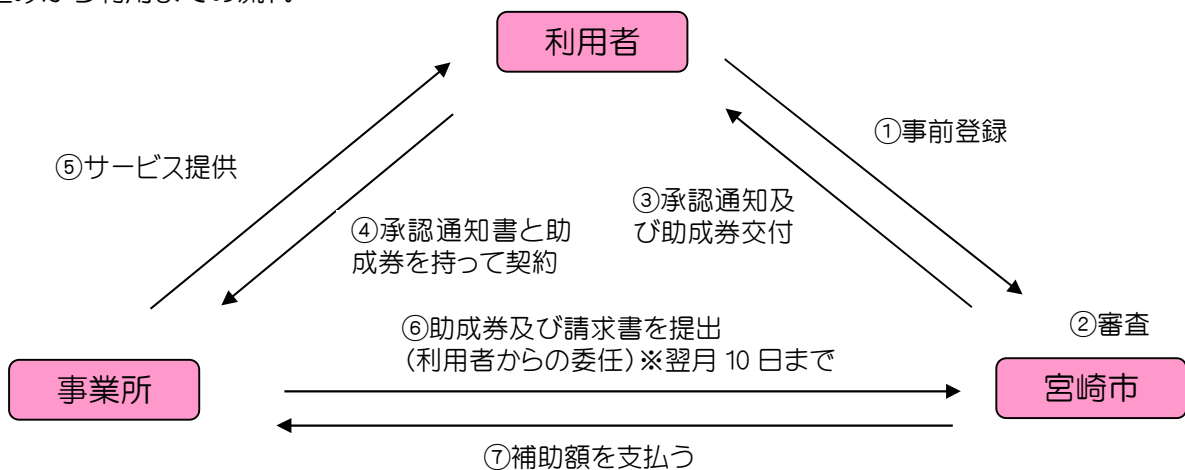 利用者
①事前登録
⑤サービス提供
③承認通知及
び助成券交付
④承認通知書と助
成券を持って契約
⑥助成券及び請求書を提出
(利用者からの委任)※翌月 10 日まで
②審査
事業所
宮崎市
⑦補助額を支払う